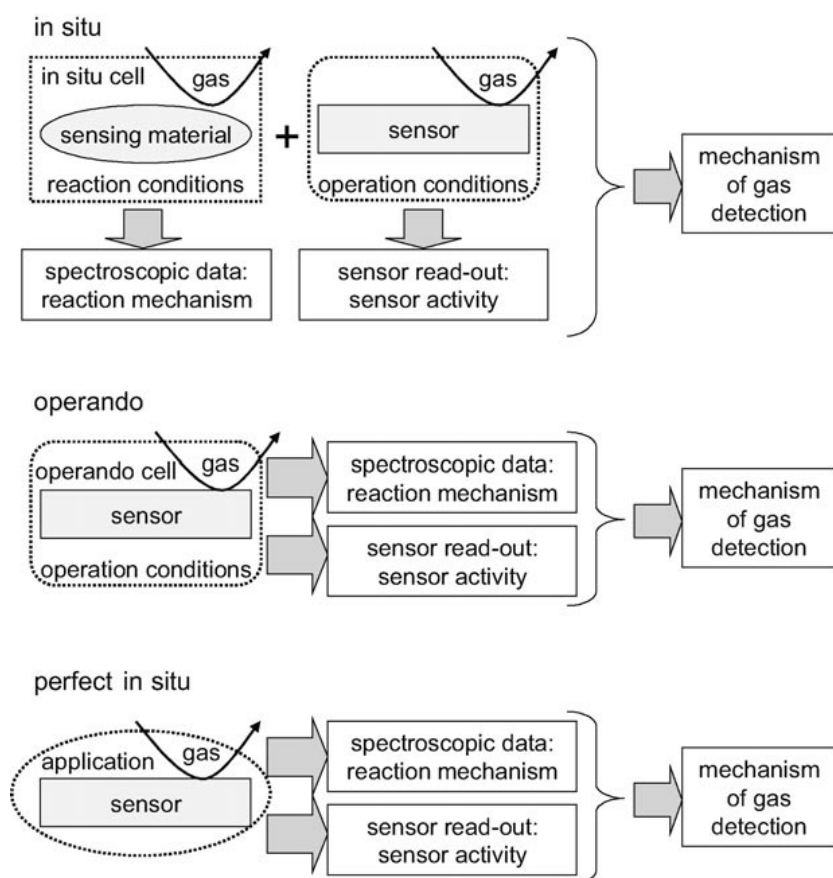 in situ
in situ cell
gas
sensing material
reaction conditions
+
gas
sensor
operation conditions
spectroscopic data:
reaction mechanism
sensor read-out:
sensor activity
mechanism
of gas
detection
operando
operando cell
gas
sensor
operation conditions
spectroscopic data:
reaction mechanism
sensor read-out:
sensor activity
mechanism
of gas
detection
perfect in situ
application
gas
sensor
spectroscopic data:
reaction mechanism
sensor read-out:
sensor activity
mechanism
of gas
detection